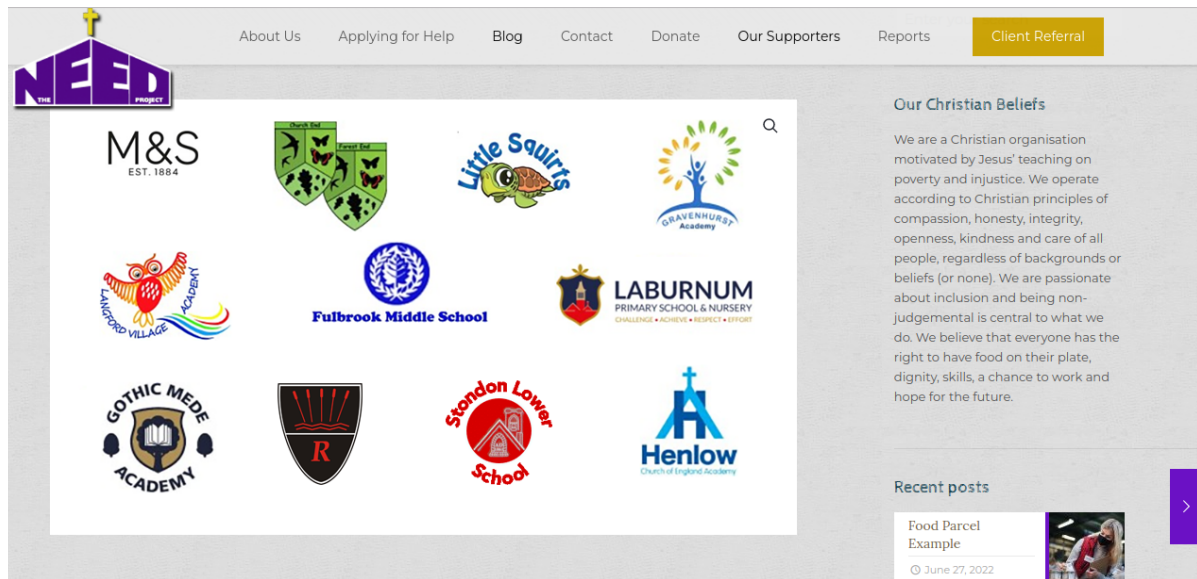 THE NEED PROJECT
About Us
Applying for Help
Blog
Contact
Donate
Our Supporters
Reports
Client Referral
M&S
EST. 1884
Church End
Forest End
Little Squirts
GRAVENHURST
Academy
LANGFORD VILLAGE ACADEMY
Fulbrook Middle School
LABURNUM
PRIMARY SCHOOL & NURSERY
CHALLENGE • ACHIEVE • RESPECT • EFFORT
GOTHIC MEDE
ACADEMY
R
Stondon Lower
School
Henlow
Church of England Academy
Our Christian Beliefs
We are a Christian organisation
motivated by Jesus' teaching on
poverty and injustice. We operate
according to Christian principles of
compassion, honesty, integrity,
openness, kindness and care of all
people, regardless of backgrounds or
beliefs (or none). We are passionate
about inclusion and being non-
judgemental is central to what we
do. We believe that everyone has the
right to have food on their plate,
dignity, skills, a chance to work and
hope for the future.
Recent posts
Food Parcel
Example
June 27, 2022